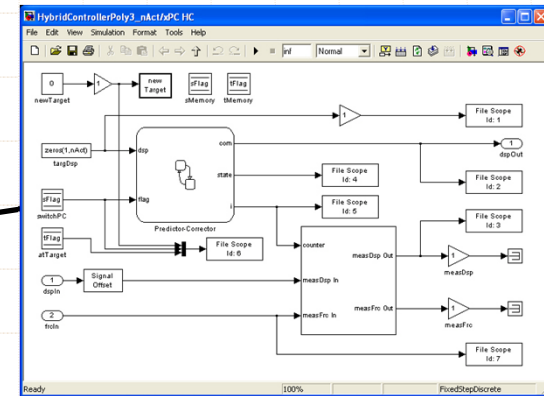 HybridControllerPoly3_nAct/xPC HC
File Edit View Simulation Format Tools Help
inf Normal
0
newTarget
1
new
Target
sFlag
sMemory
tFlag
tMemory
1
File Scope
Id: 1
zeros(1,nAct)
targDsp
dsp
com
state
flag
i
Predictor-Corrector
1
dspOut
File Scope
Id: 2
File Scope
Id: 4
File Scope
Id: 5
sFlag
switchPC
tFlag
atTarget
File Scope
Id: 6
File Scope
Id: 3
counter
measDsp In
measFrc In
measDsp Out
measFrc Out
1
measDsp
1
measFrc
1
dspIn
Signal
Offset
2
frcIn
File Scope
Id: 7
Ready 100% FixedStepDiscrete